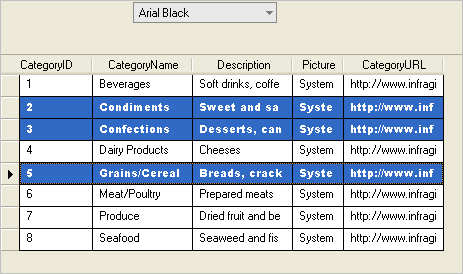 Arial Black
CategoryID CategoryName Description Picture CategoryURL
1 Beverages Soft drinks, coffe System http://www.infragi
2 Condiments Sweet and sa Syste http://www.inf
3 Confections Desserts, can Syste http://www.inf
4 Dairy Products Cheeses System http://www.infragi
5 Grains/Cereal Breads, crack Syste http://www.inf
6 Meat/Poultry Prepared meats System http://www.infragi
7 Produce Dried fruit and be System http://www.infragi
8 Seafood Seaweed and fis System http://www.infragi